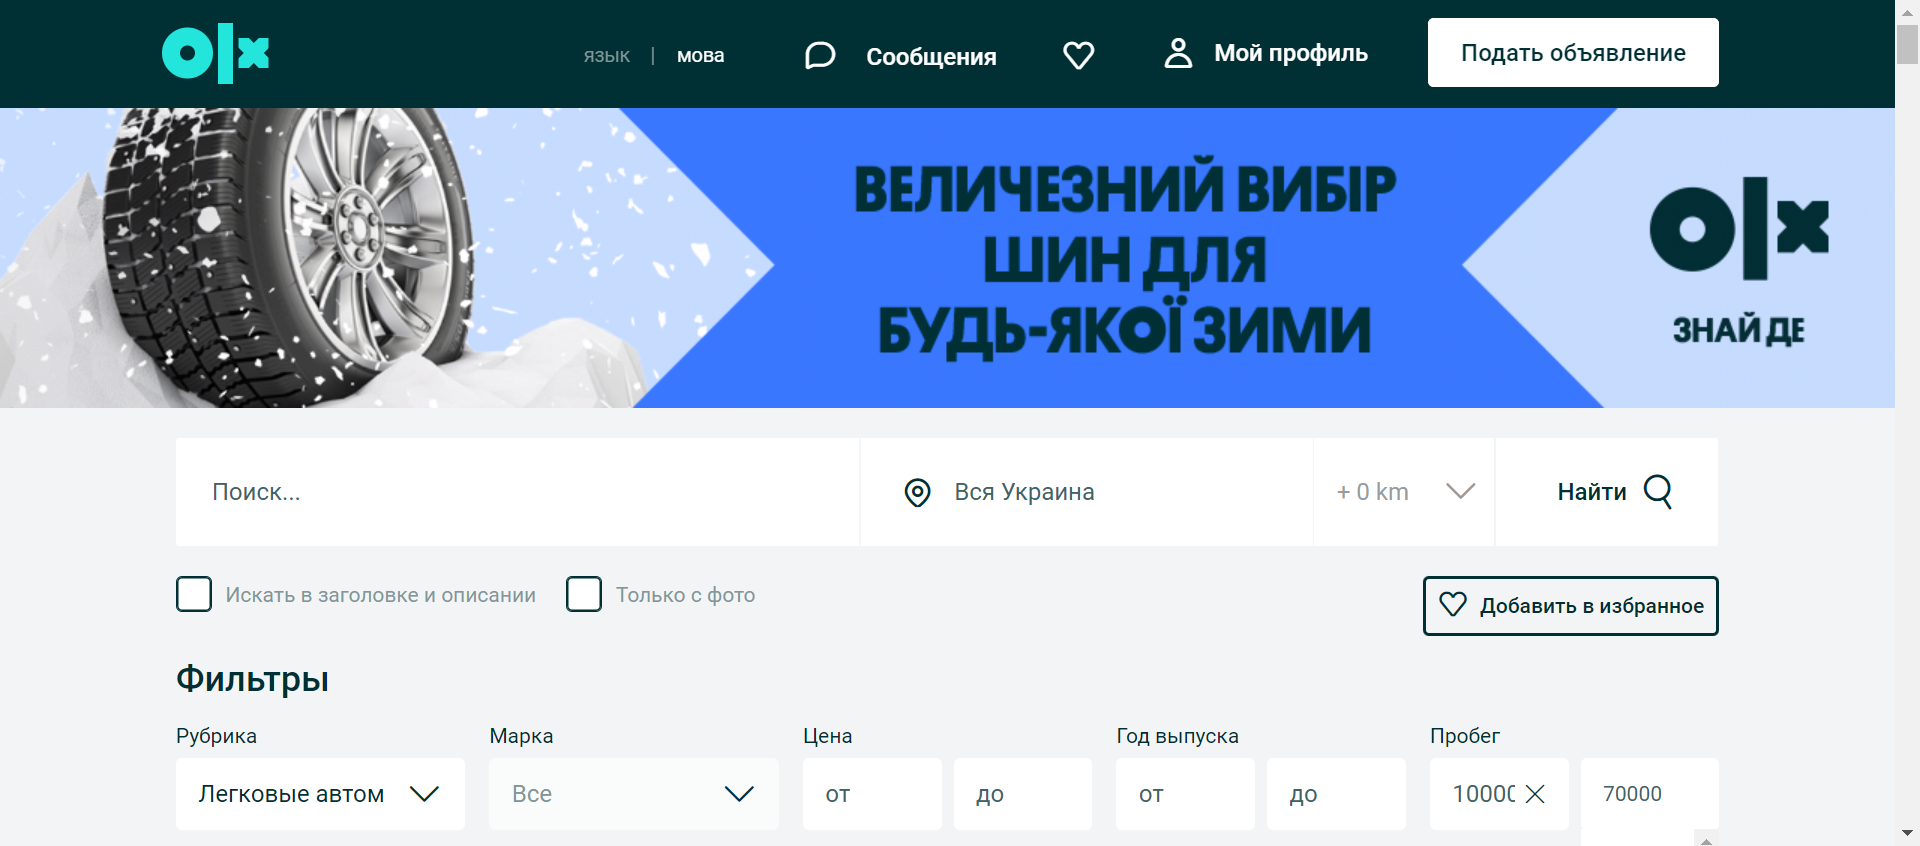 olx
язык | мова
Сообщения
Мой профиль
Подать объявление
ВЕЛИЧЕЗНИЙ ВИБІР
ШИН ДЛЯ
БУДЬ-ЯКОЇ ЗИМИ
olx
ЗНАЙ ДЕ
Поиск...
Вся Украина
+ 0 km
Найти
Искать в заголовке и описании
Только с фото
Добавить в избранное
Фильтры
Рубрика
Марка
Цена
Год выпуска
Пробег
Легковые автом
Все
от
до
от
до
10000
70000